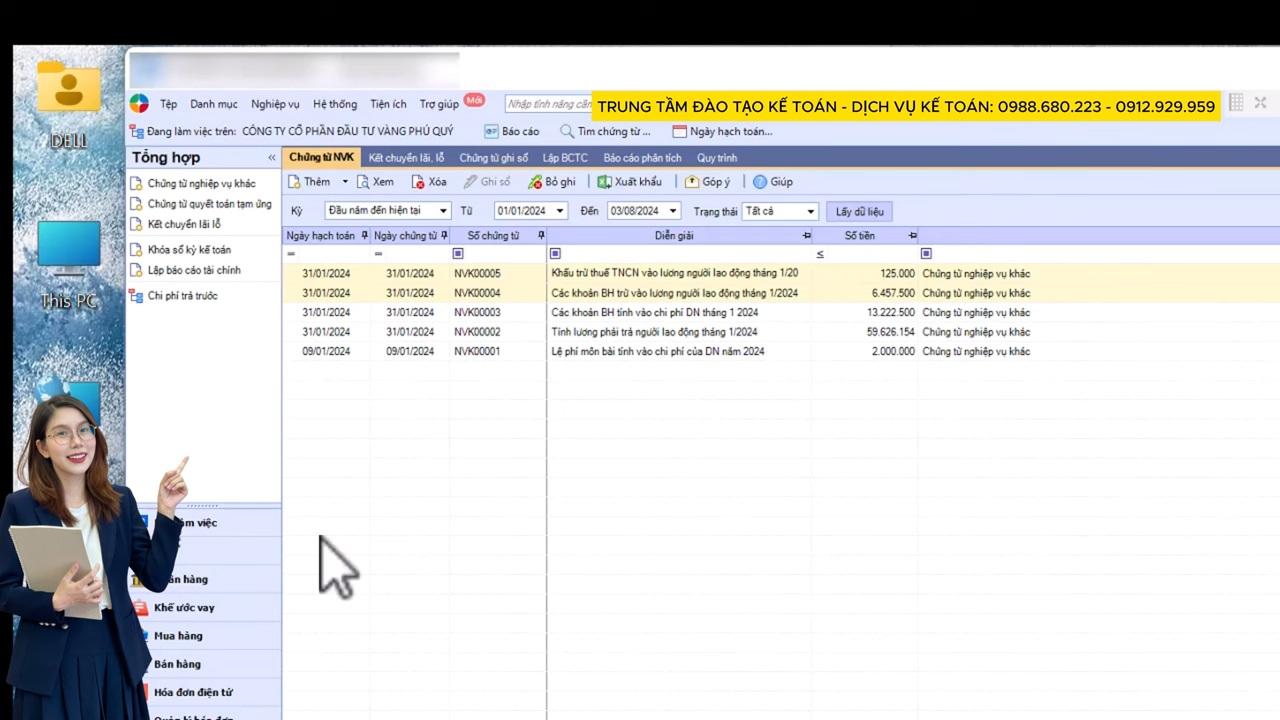 DELL
This PC
Tệp Danh mục Nghiệp vụ Hệ thống Tiện ích Trợ giúp Mới Nhập tính năng cần
TRUNG TẦM ĐÀO TẠO KẾ TOÁN - DỊCH VỤ KẾ TOÁN: 0988.680.223 - 0912.929.959
Đang làm việc trên: CÔNG TY CỔ PHẦN ĐẦU TƯ VÀNG PHÚ QUÝ Báo cáo Tìm chứng từ ... Ngày hạch toán...
Tổng hợp «
Chứng từ nghiệp vụ khác
Chứng từ quyết toán tạm ứng
Kết chuyển lãi lỗ
Khóa sổ kỳ kế toán
Lập báo cáo tài chính
Chi phí trả trước
Chứng từ NVK Kết chuyển lãi, lỗ Chứng từ ghi sổ Lập BCTC Báo cáo phân tích Quy trình
Thêm Xem Xóa Ghi sổ Bỏ ghi Xuất khẩu Góp ý Giúp
Kỳ Đầu năm đến hiện tại Từ 01/01/2024 Đến 03/08/2024 Trạng thái Tất cả Lấy dữ liệu
Ngày hạch toán Ngày chứng từ Số chứng từ Diễn giải Số tiền
= = ≤
31/01/2024 31/01/2024 NVK00005 Khấu trừ thuế TNCN vào lương người lao động tháng 1/20 125.000 Chứng từ nghiệp vụ khác
31/01/2024 31/01/2024 NVK00004 Các khoản BH trừ vào lương người lao động tháng 1/2024 6.457.500 Chứng từ nghiệp vụ khác
31/01/2024 31/01/2024 NVK00003 Các khoản BH tính vào chi phí DN tháng 1 2024 13.222.500 Chứng từ nghiệp vụ khác
31/01/2024 31/01/2024 NVK00002 Tính lương phải trả người lao động tháng 1/2024 59.626.154 Chứng từ nghiệp vụ khác
09/01/2024 09/01/2024 NVK00001 Lệ phí môn bài tính vào chi phí của DN năm 2024 2.000.000 Chứng từ nghiệp vụ khác
việc
hàng
Khế ước vay
Mua hàng
Bán hàng
Hóa đơn điện tử